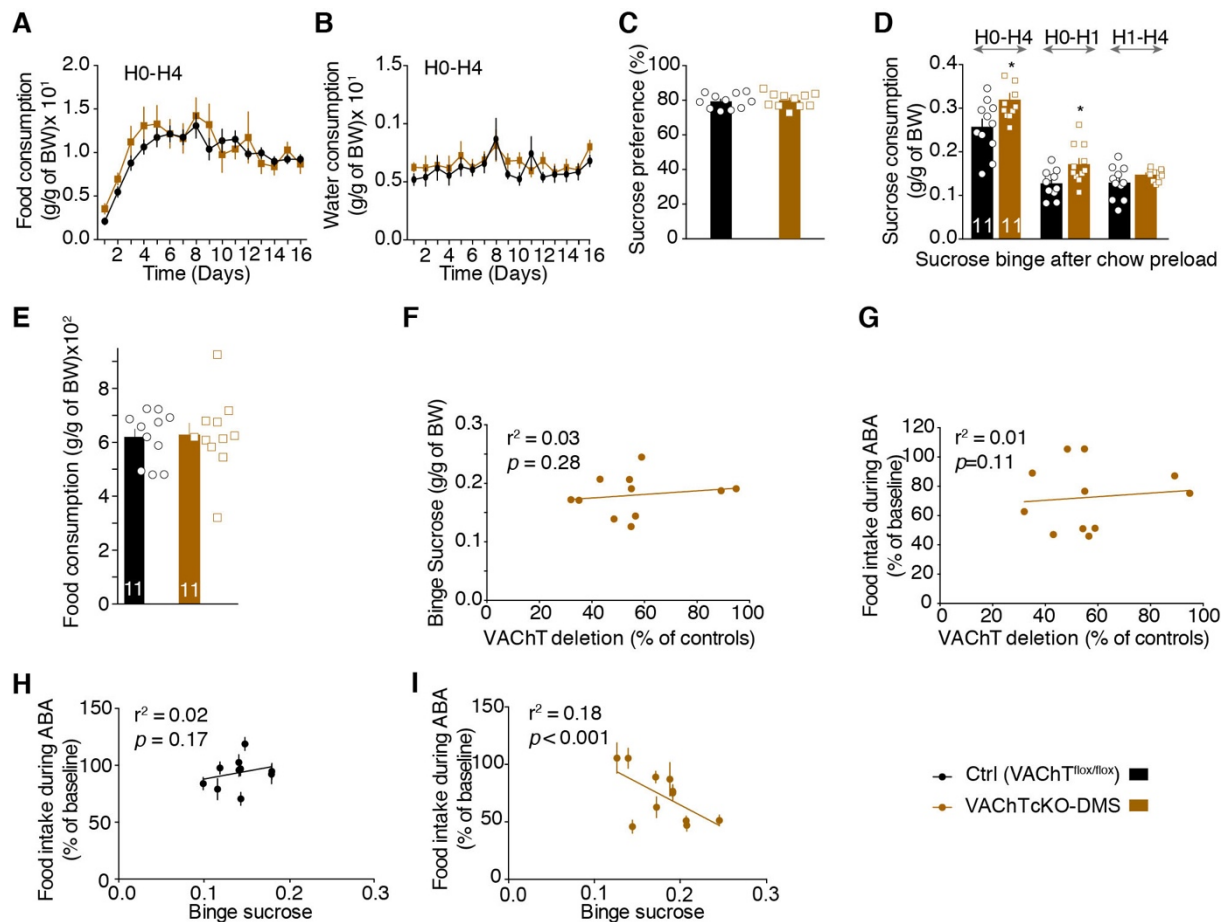 A
Food consumption
(g/g of BW)x 10¹
2.0
1.5
1.0
0.5
0.0
H0-H4
2 4 6 8 10 12 14 16
Time (Days)
B
Water consumption
(g/g of BW)x 10¹
1.5
1.0
0.5
0.0
H0-H4
2 4 6 8 10 12 14 16
Time (Days)
C
Sucrose preference (%)
100
80
60
40
20
0
D
Sucrose consumption
(g/g of BW)
0.4
0.3
0.2
0.1
0.0
H0-H4 H0-H1 H1-H4
*
*
11 11
Sucrose binge after chow preload
E
Food consumption (g/g of BW)x10²
8
6
4
2
0
11 11
F
Binge Sucrose (g/g of BW)
0.3
0.2
0.1
0.0
r² = 0.03
p = 0.28
0 20 40 60 80 100
VAChT deletion (% of controls)
G
Food intake during ABA
(% of baseline)
120
100
80
60
40
20
0
r² = 0.01
p=0.11
0 20 40 60 80 100
VAChT deletion (% of controls)
H
Food intake during ABA
(% of baseline)
150
100
50
0
r² = 0.02
p = 0.17
0.0 0.1 0.2 0.3
Binge sucrose
I
Food intake during ABA
(% of baseline)
150
100
50
0
r² = 0.18
p< 0.001
0.0 0.1 0.2 0.3
Binge sucrose
Ctrl (VAChT^flox/flox)
VAChTcKO-DMS